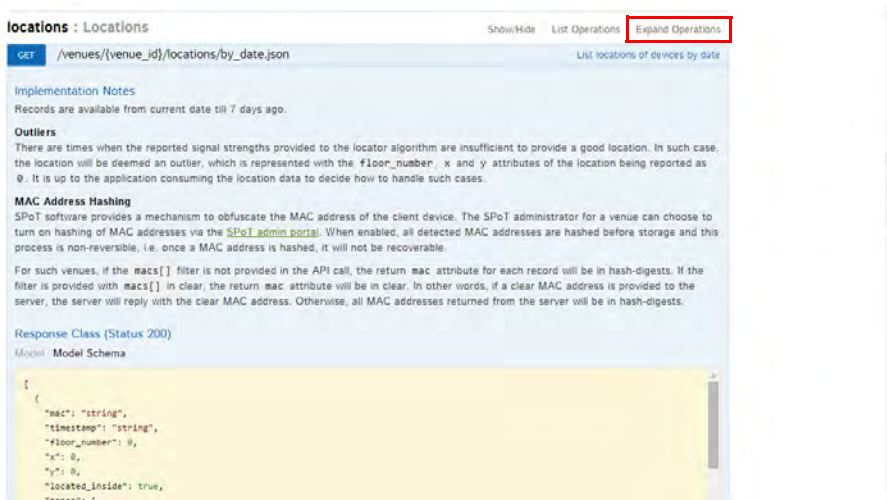 locations : Locations
Show/Hide List Operations Expand Operations
GET /venues/{venue_id}/locations/by_date.json List locations of devices by date
Implementation Notes
Records are available from current date till 7 days ago.
Outliers
There are times when the reported signal strengths provided to the locator algorithm are insufficient to provide a good location. In such case,
the location will be deemed an outlier, which is represented with the floor_number, x and y attributes of the location being reported as
0. It is up to the application consuming the location data to decide how to handle such cases.
MAC Address Hashing
SPoT software provides a mechanism to obfuscate the MAC address of the client device. The SPoT administrator for a venue can choose to
turn on hashing of MAC addresses via the SPoT admin portal. When enabled, all detected MAC addresses are hashed before storage and this
process is non-reversible, i.e. once a MAC address is hashed, it will not be recoverable.
For such venues, if the macs[] filter is not provided in the API call, the return mac attribute for each record will be in hash-digests. If the
filter is provided with macs[] in clear, the return mac attribute will be in clear. In other words, if a clear MAC address is provided to the
server, the server will reply with the clear MAC address. Otherwise, all MAC addresses returned from the server will be in hash-digests.
Response Class (Status 200)
Model Model Schema
[
{
"mac": "string",
"timestamp": "string",
"floor_number": 0,
"x": 0,
"y": 0,
"located_inside": true,